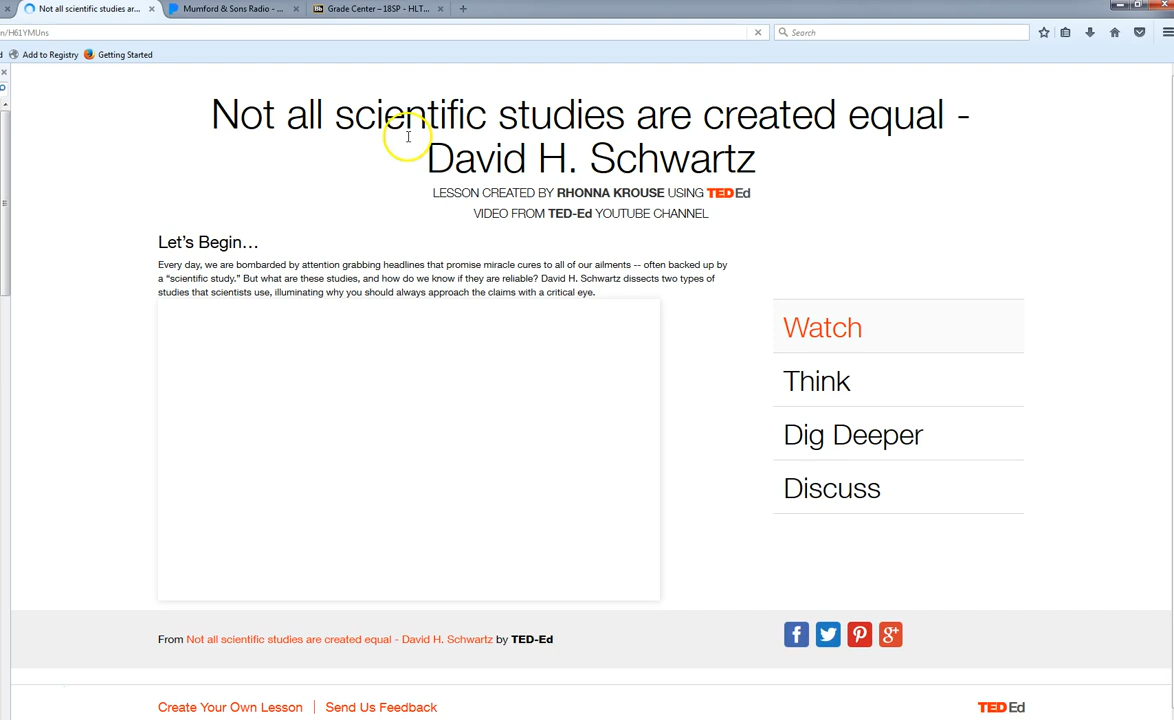 Not all scientific studies ar...
Mumford & Sons Radio - ...
Grade Center – 18SP - HLT...
n/H61YMUns
Search
Add to Registry
Getting Started
Not all scientific studies are created equal -
David H. Schwartz
LESSON CREATED BY RHONNA KROUSE USING TEDEd
VIDEO FROM TED-Ed YOUTUBE CHANNEL
Let's Begin…
Every day, we are bombarded by attention grabbing headlines that promise miracle cures to all of our ailments -- often backed up by
a “scientific study.” But what are these studies, and how do we know if they are reliable? David H. Schwartz dissects two types of
studies that scientists use, illuminating why you should always approach the claims with a critical eye.
Watch
Think
Dig Deeper
Discuss
From Not all scientific studies are created equal - David H. Schwartz by TED-Ed
Create Your Own Lesson | Send Us Feedback
TEDEd